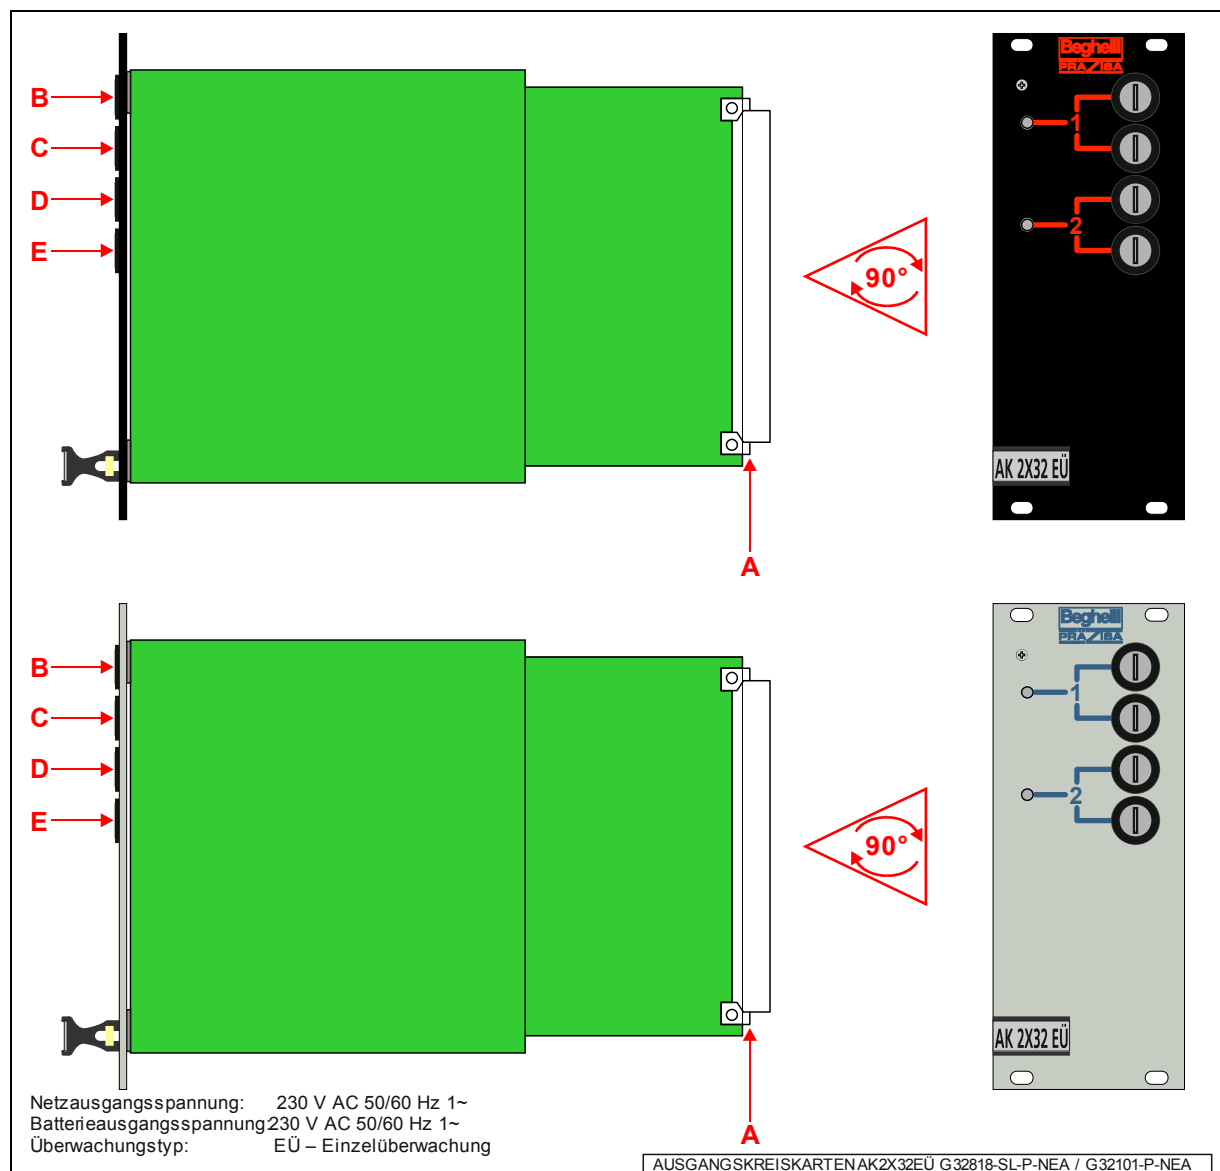 Beghelli
PRÄZISA
B
C
D
E
1
2
90°
AK 2X32 EÜ
A
Beghelli
PRÄZISA
B
C
D
E
1
2
90°
AK 2X32 EÜ
A
Netzausgangsspannung: 230 V AC 50/60 Hz 1~
Batterieausgangsspannung:230 V AC 50/60 Hz 1~
Überwachungstyp: EÜ – Einzelüberwachung
AUSGANGSKREISKARTEN AK2X32EÜ G32818-SL-P-NEA / G32101-P-NEA